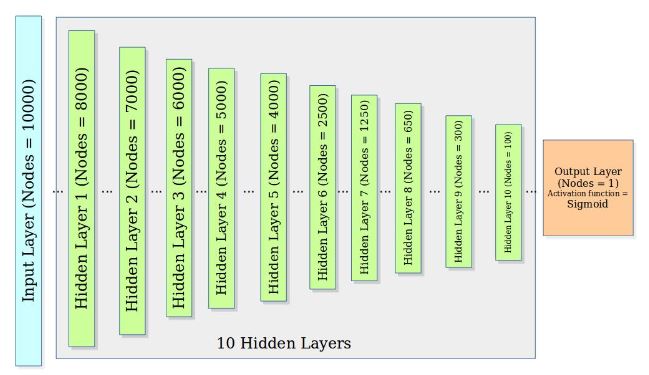 Input Layer (Nodes = 10000)
Hidden Layer 1 (Nodes = 8000)
Hidden Layer 2 (Nodes = 7000)
Hidden Layer 3 (Nodes = 6000)
Hidden Layer 4 (Nodes = 5000)
Hidden Layer 5 (Nodes = 4000)
Hidden Layer 6 (Nodes = 2500)
Hidden Layer 7 (Nodes = 1250)
Hidden Layer 8 (Nodes = 650)
Hidden Layer 9 (Nodes = 300)
Hidden Layer 10 (Nodes = 100)
Output Layer
(Nodes = 1)
Activation function =
Sigmoid
10 Hidden Layers